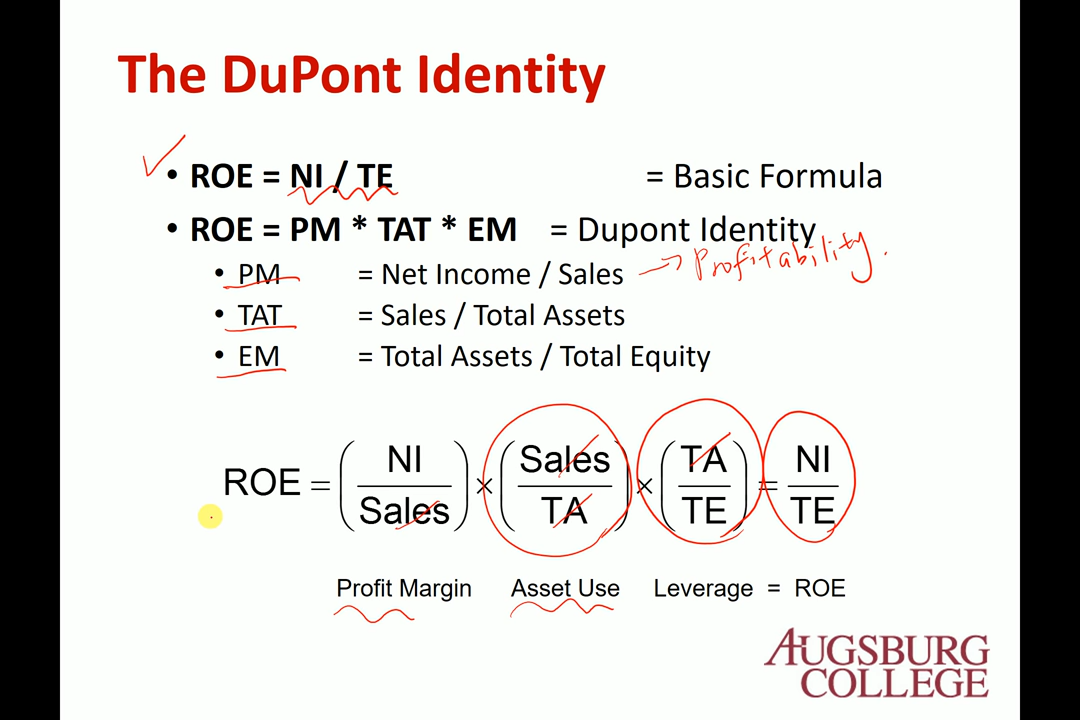 The DuPont Identity
• ROE = NI / TE = Basic Formula
• ROE = PM * TAT * EM = Dupont Identity
• PM = Net Income / Sales → Profitability.
• TAT = Sales / Total Assets
• EM = Total Assets / Total Equity
ROE = (NI / Sales) × (Sales / TA) × (TA / TE) = NI / TE
Profit Margin Asset Use Leverage = ROE
AUGSBURG
COLLEGE